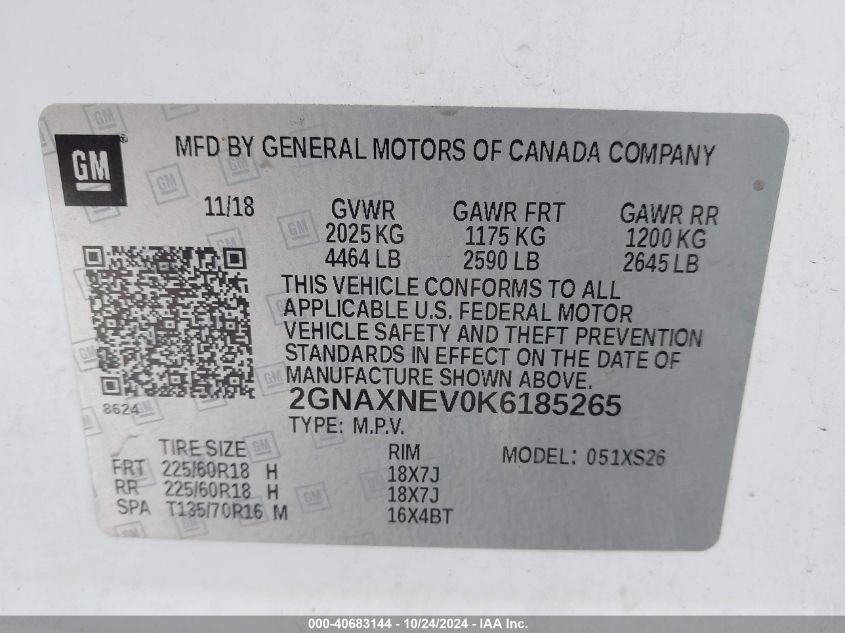 GM
MFD BY GENERAL MOTORS OF CANADA COMPANY
11/18 GVWR GAWR FRT GAWR RR
2025 KG 1175 KG 1200 KG
4464 LB 2590 LB 2645 LB
THIS VEHICLE CONFORMS TO ALL
APPLICABLE U.S. FEDERAL MOTOR
VEHICLE SAFETY AND THEFT PREVENTION
STANDARDS IN EFFECT ON THE DATE OF
MANUFACTURE SHOWN ABOVE.
8624 2GNAXNEV0K6185265
TYPE: M.P.V.
TIRE SIZE RIM MODEL: 051XS26
FRT 225/60R18 H 18X7J
RR 225/60R18 H 18X7J
SPA T135/70R16 M 16X4BT
000-40683144 - 10/24/2024 - IAA Inc.